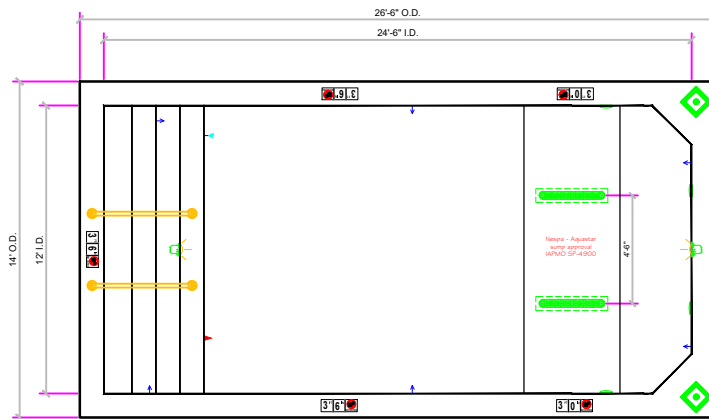 26'-6" O.D.
24'-6" I.D.
3" 6'
3" 0'
14' O.D.
12' I.D.
3" 6'
Nexpa - Aquastar
sump approval
IAPMO SP-4900
4'-6"
3" 6'
3" 0'